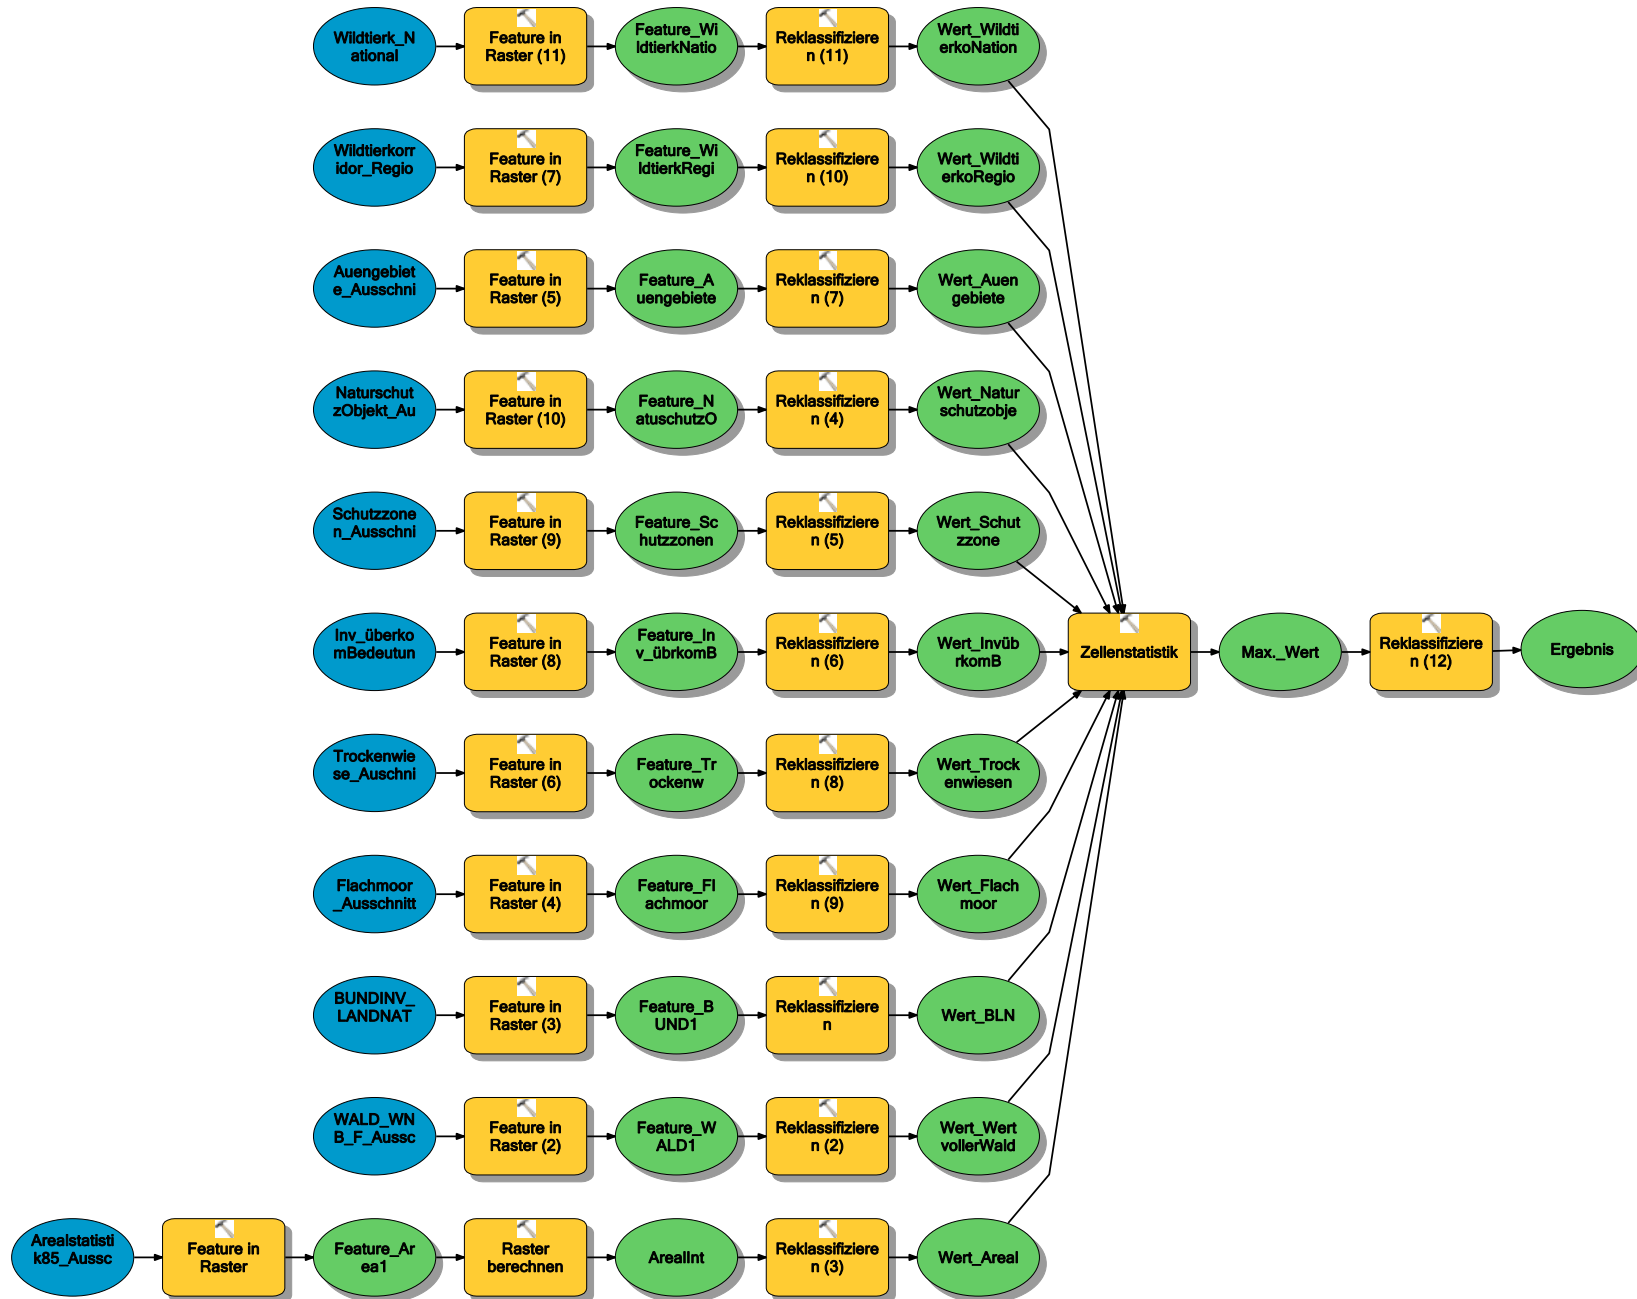 Wildtierk_N
ational
Feature in
Raster (11)
Feature_Wi
ldtierkNatio
Reklassifiziere
n (11)
Wert_Wildti
erkoNation
Wildtierkorr
idor_Regio
Feature in
Raster (7)
Feature_Wi
ldtierkRegi
Reklassifiziere
n (10)
Wert_Wildti
erkoRegio
Auengebiet
e_Ausschni
Feature in
Raster (5)
Feature_A
uengebiete
Reklassifiziere
n (7)
Wert_Auen
gebiete
Naturschut
zObjekt_Au
Feature in
Raster (10)
Feature_N
atuschutzO
Reklassifiziere
n (4)
Wert_Natur
schutzobje
Schutzzone
n_Ausschni
Feature in
Raster (9)
Feature_Sc
hutzzonen
Reklassifiziere
n (5)
Wert_Schut
zzone
Inv_überko
mBedeutun
Feature in
Raster (8)
Feature_In
v_übrkomB
Reklassifiziere
n (6)
Wert_Invüb
rkomB
Zellenstatistik
Max._Wert
Reklassifiziere
n (12)
Ergebnis
Trockenwie
se_Auschni
Feature in
Raster (6)
Feature_Tr
ockenw
Reklassifiziere
n (8)
Wert_Trock
enwiesen
Flachmoor
_Ausschnitt
Feature in
Raster (4)
Feature_Fl
achmoor
Reklassifiziere
n (9)
Wert_Flach
moor
BUNDINV_
LANDNAT
Feature in
Raster (3)
Feature_B
UND1
Reklassifiziere
n
Wert_BLN
WALD_WN
B_F_Aussc
Feature in
Raster (2)
Feature_W
ALD1
Reklassifiziere
n (2)
Wert_Wert
vollerWald
Arealstatisti
k85_Aussc
Feature in
Raster
Feature_Ar
ea1
Raster
berechnen
ArealInt
Reklassifiziere
n (3)
Wert_Areal